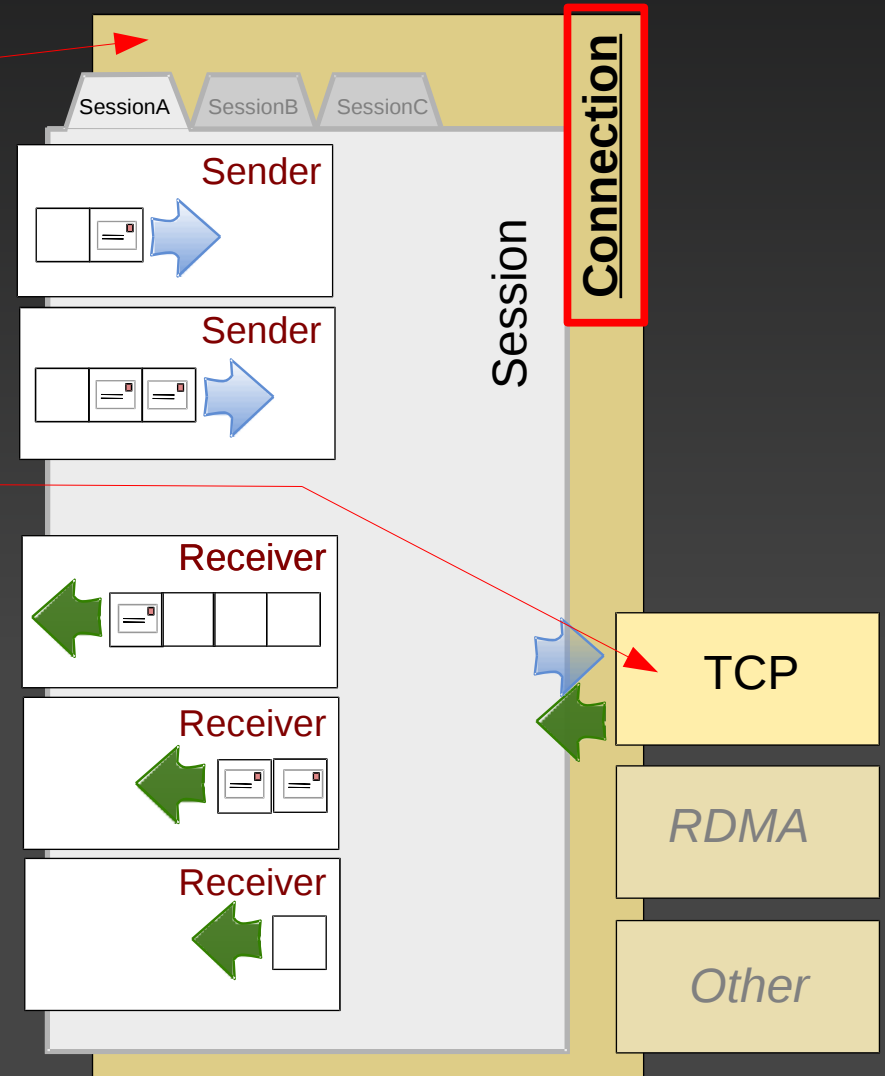 SessionA
SessionB
SessionC
Connection
Session
Sender
Sender
Receiver
Receiver
Receiver
TCP
RDMA
Other